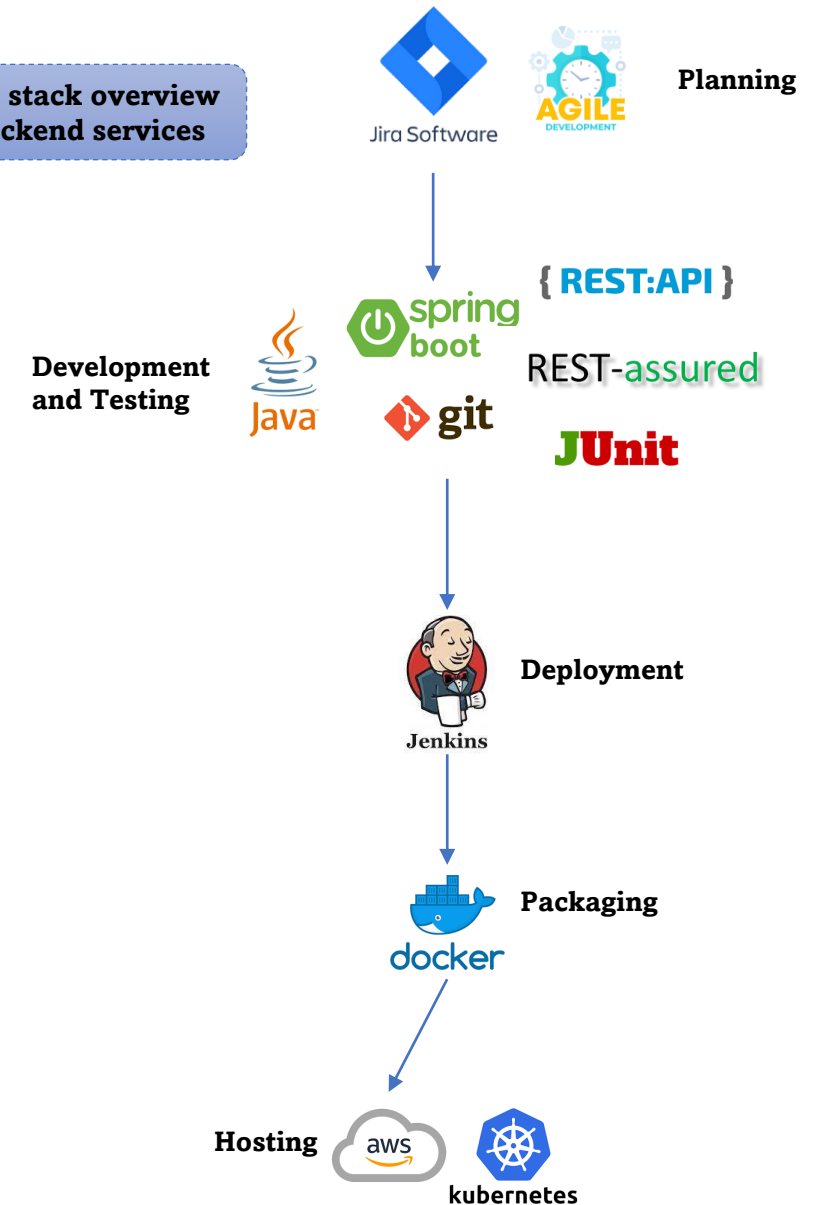 Jira Software
AGILE
DEVELOPMENT
Planning
stack overview
ckend services
{ REST:API }
spring
boot
Java
Development
and Testing
REST-assured
git
JUnit
Jenkins
Deployment
docker
Packaging
Hosting
aws
kubernetes